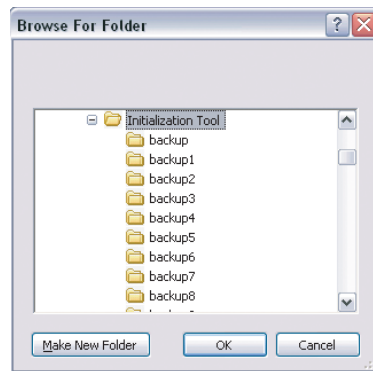 Browse For Folder
Initialization Tool
backup
backup1
backup2
backup3
backup4
backup5
backup6
backup7
backup8
Make New Folder
OK
Cancel